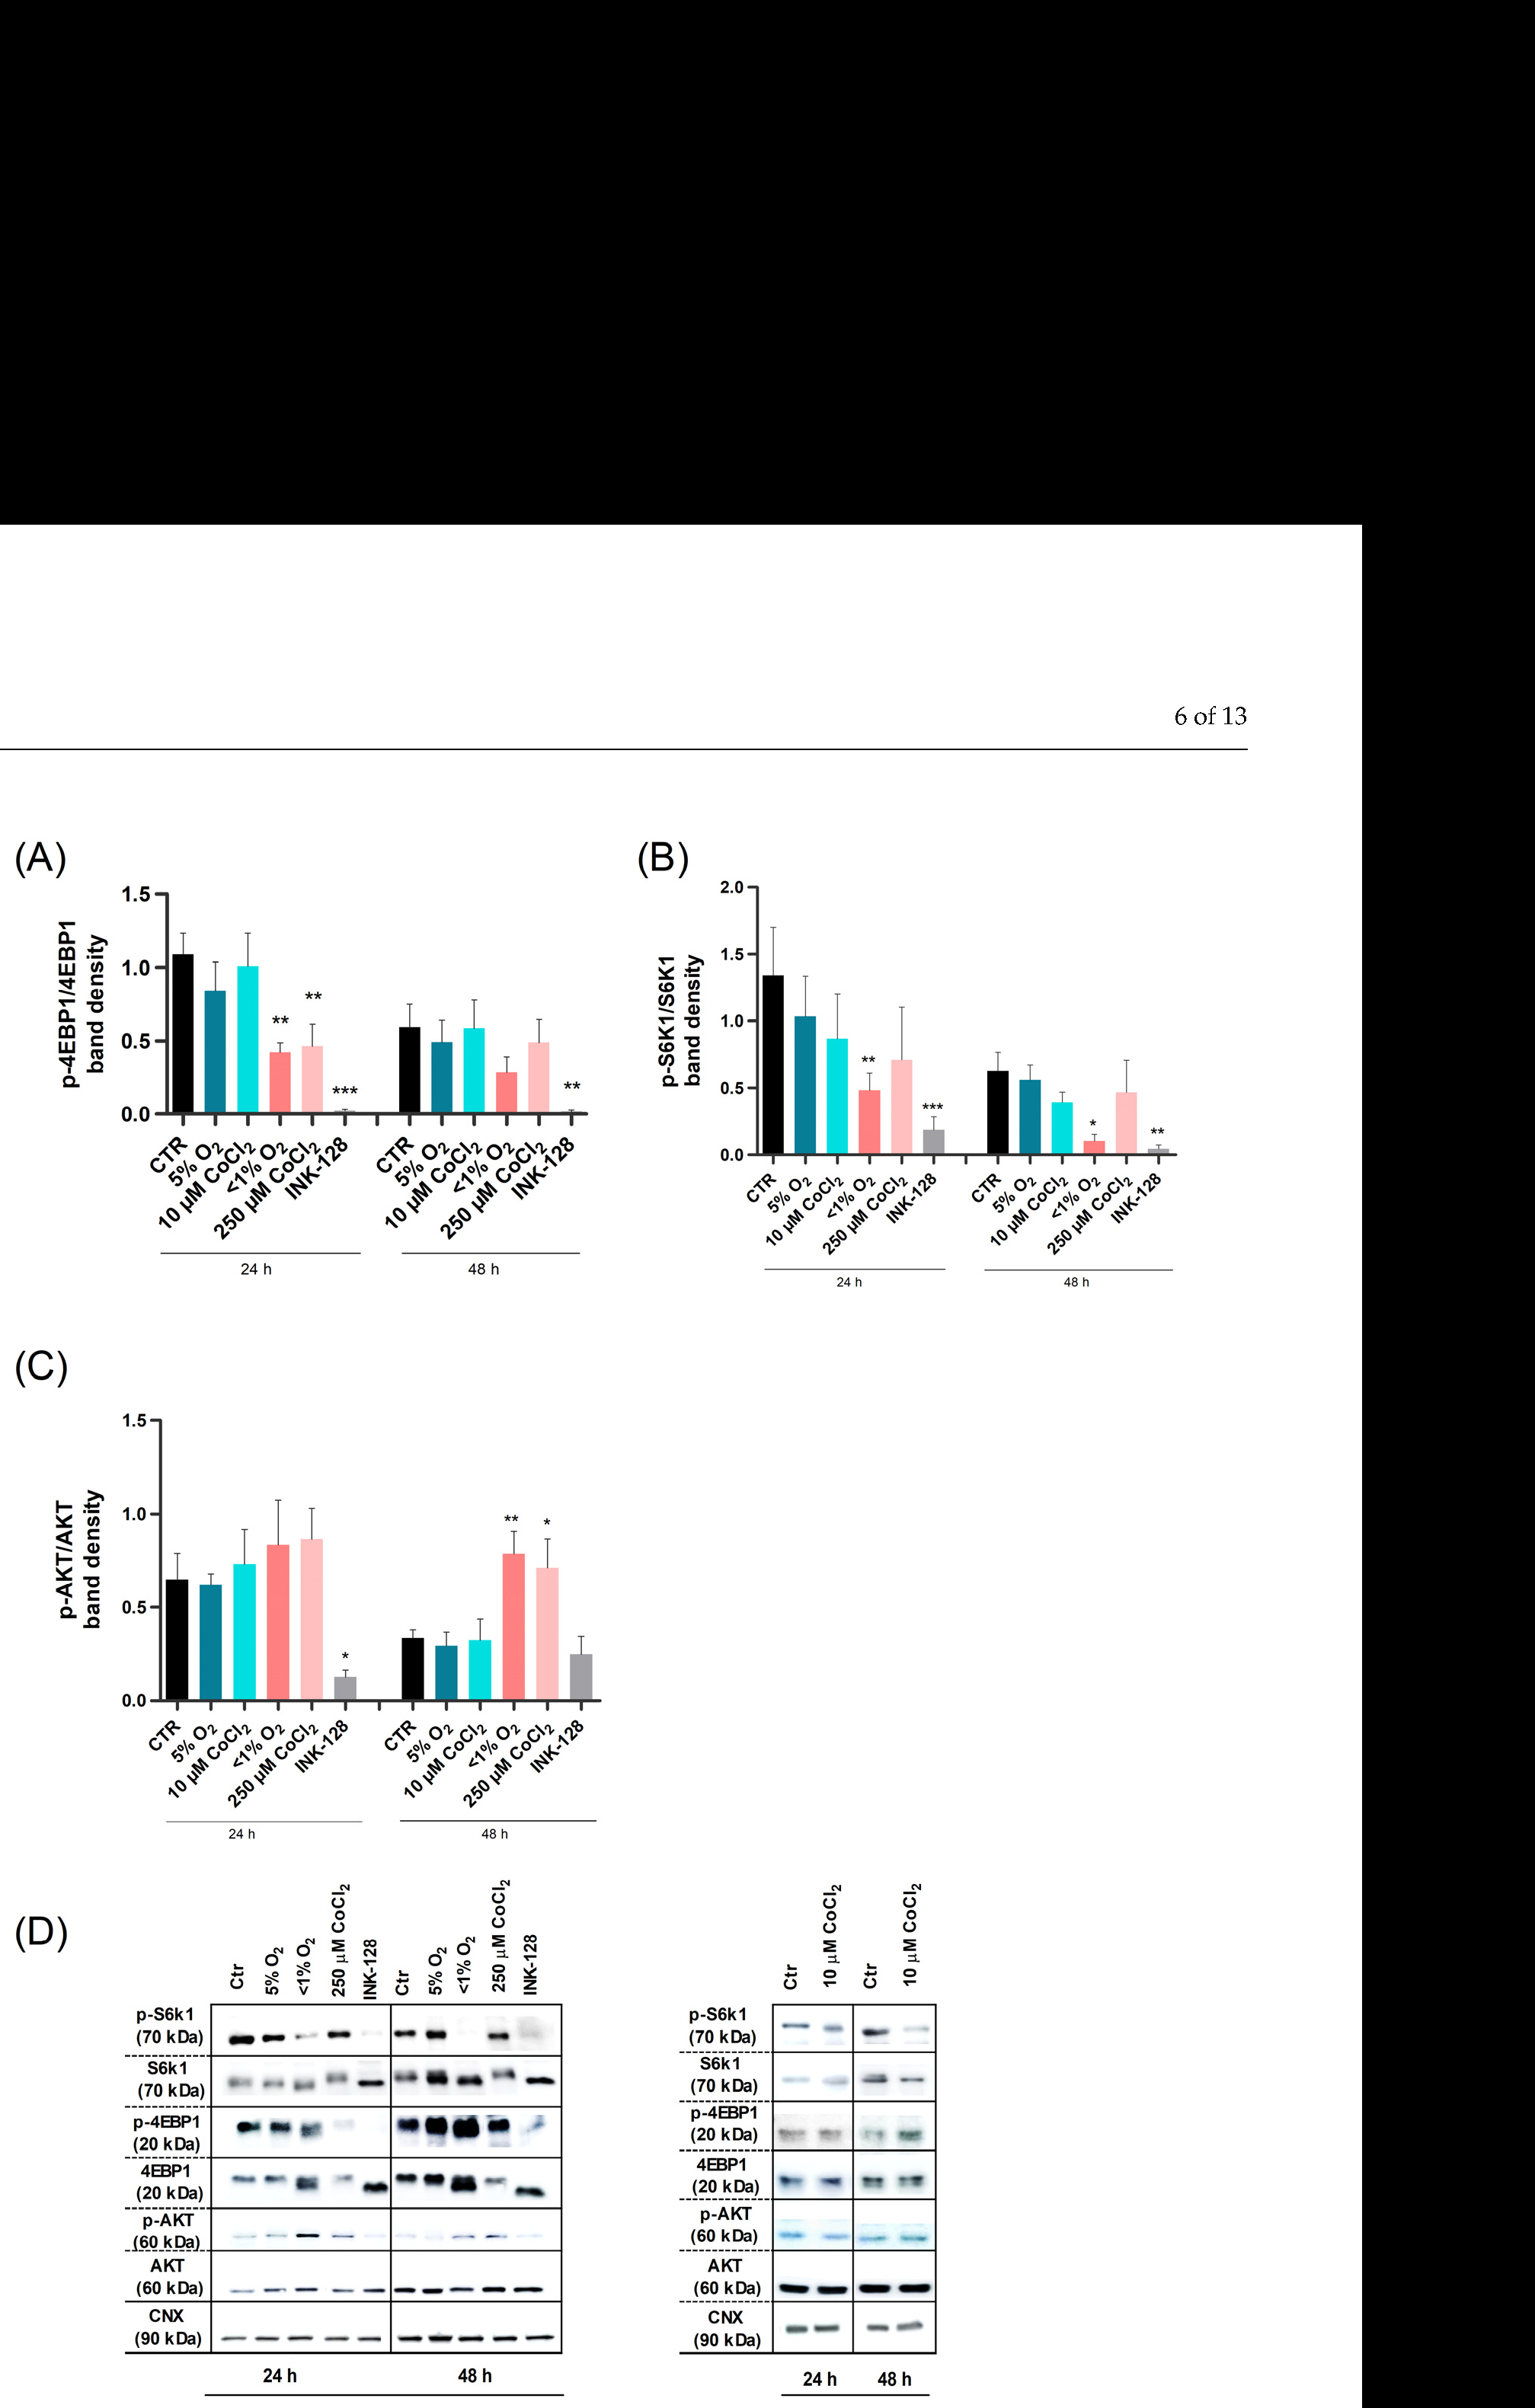 6 of 13
(A)
p-4EBP1/4EBP1
band density
1.5
1.0
0.5
0.0
** ** *** **
CTR 5% O₂ 10 µM CoCl₂ <1% O₂ 250 µM CoCl₂ INK-128 CTR 5% O₂ 10 µM CoCl₂ <1% O₂ 250 µM CoCl₂ INK-128
24 h 48 h
(B)
p-S6K1/S6K1
band density
2.0
1.5
1.0
0.5
0.0
** *** * **
CTR 5% O₂ 10 µM CoCl₂ <1% O₂ 250 µM CoCl₂ INK-128 CTR 5% O₂ 10 µM CoCl₂ <1% O₂ 250 µM CoCl₂ INK-128
24 h 48 h
(C)
p-AKT/AKT
band density
1.5
1.0
0.5
0.0
* ** *
CTR 5% O₂ 10 µM CoCl₂ <1% O₂ 250 µM CoCl₂ INK-128 CTR 5% O₂ 10 µM CoCl₂ <1% O₂ 250 µM CoCl₂ INK-128
24 h 48 h
(D)
Ctr 5% O₂ <1% O₂ 250 µM CoCl₂ INK-128 Ctr 5% O₂ <1% O₂ 250 µM CoCl₂ INK-128
p-S6k1
(70 kDa)
S6k1
(70 kDa)
p-4EBP1
(20 kDa)
4EBP1
(20 kDa)
p-AKT
(60 kDa)
AKT
(60 kDa)
CNX
(90 kDa)
24 h 48 h
Ctr 10 µM CoCl₂ Ctr 10 µM CoCl₂
p-S6k1
(70 kDa)
S6k1
(70 kDa)
p-4EBP1
(20 kDa)
4EBP1
(20 kDa)
p-AKT
(60 kDa)
AKT
(60 kDa)
CNX
(90 kDa)
24 h 48 h